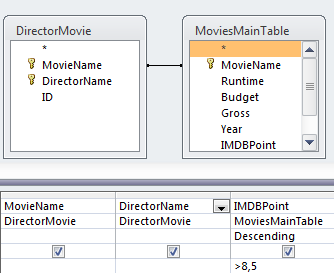 DirectorMovie
*
MovieName
DirectorName
ID
MoviesMainTable
*
MovieName
Runtime
Budget
Gross
Year
IMDBPoint
MovieName DirectorName IMDBPoint
DirectorMovie DirectorMovie MoviesMainTable
Descending
>8,5